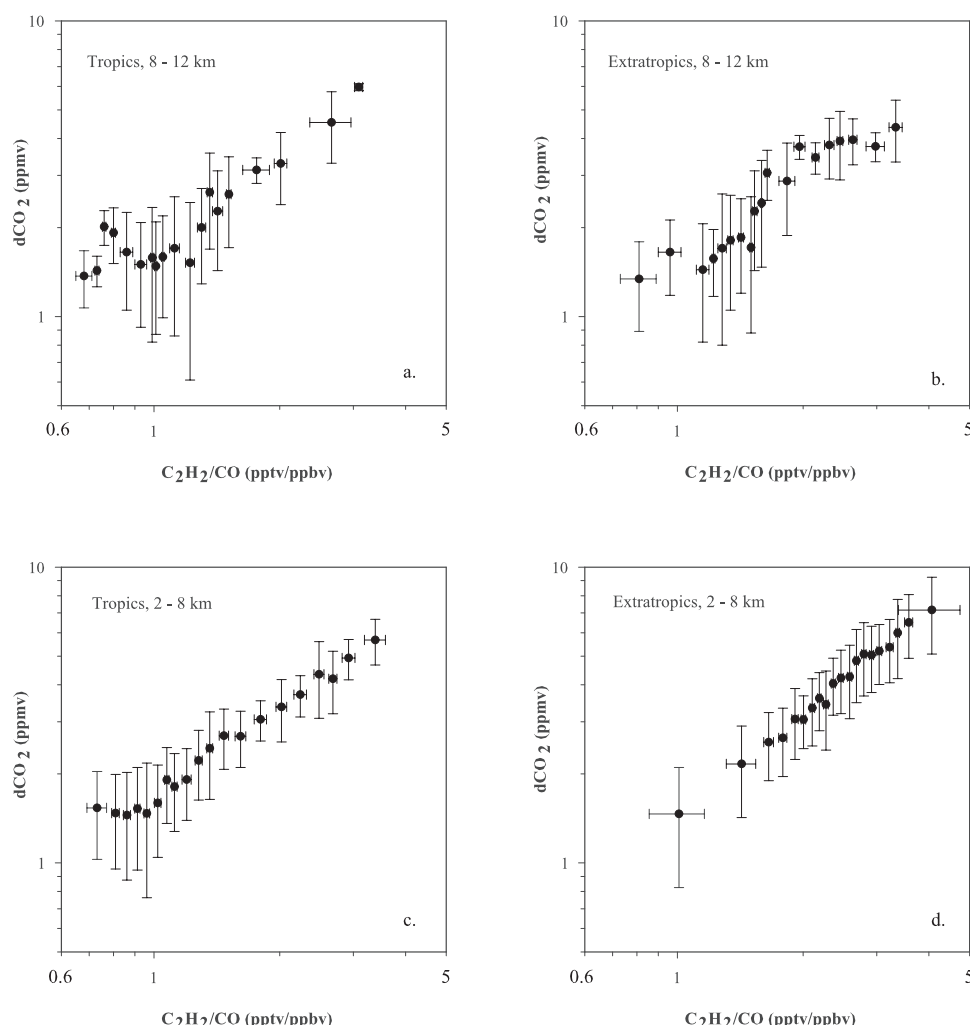 10
Tropics, 8 - 12 km
dCO2 (ppmv)
1
a.
0.6
1
5
C2H2/CO (pptv/ppbv)
10
Extratropics, 8 - 12 km
dCO2 (ppmv)
1
b.
0.6
1
5
C2H2/CO (pptv/ppbv)
10
Tropics, 2 - 8 km
dCO2 (ppmv)
1
c.
0.6
1
5
C2H2/CO (pptv/ppbv)
10
Extratropics, 2 - 8 km
dCO2 (ppmv)
1
d.
0.6
1
5
C2H2/CO (pptv/ppbv)